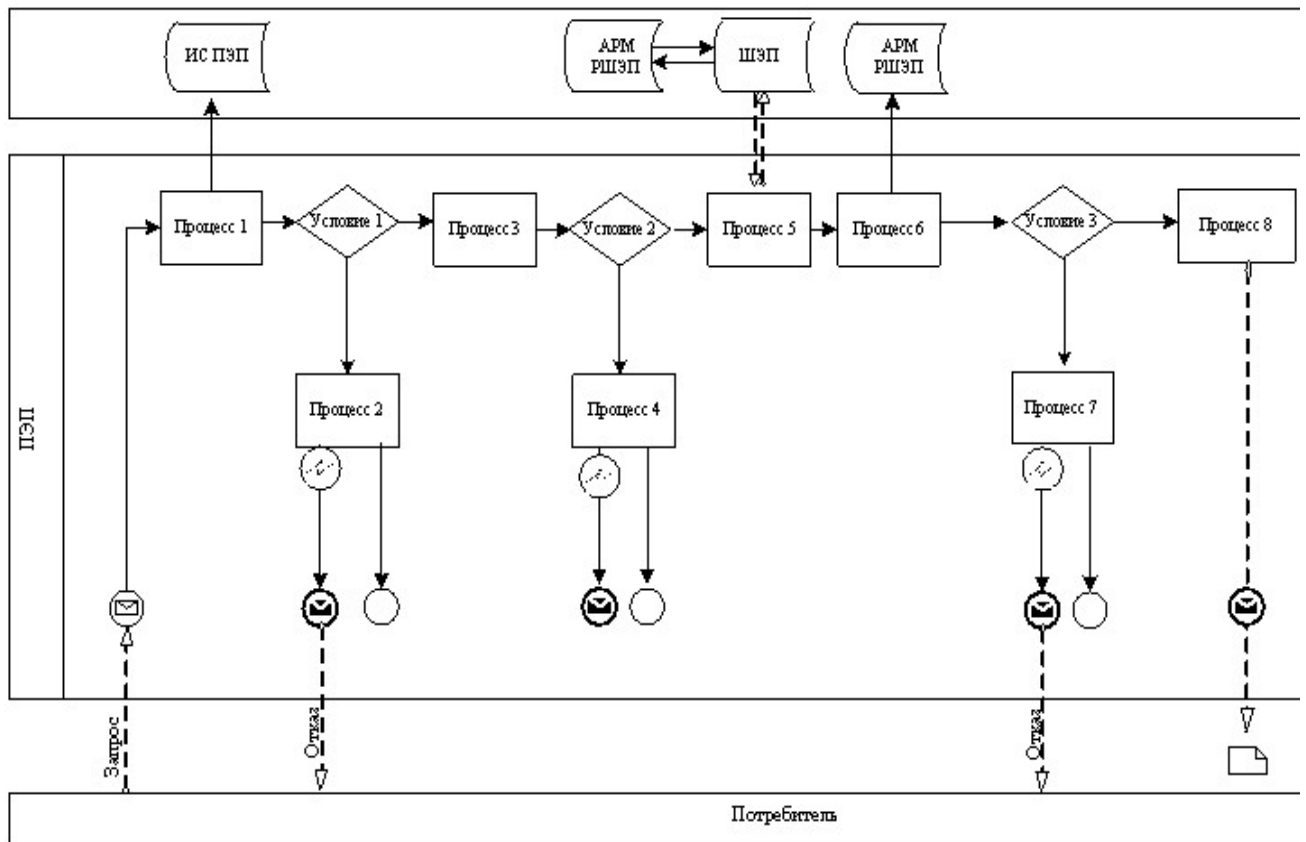 ИС ПЭП
АРМ
РШЭП
ШЭП
АРМ
РШЭП
ПЭП
Процесс 1
Условие 1
Процесс 3
Условие 2
Процесс 5
Процесс 6
Условие 3
Процесс 8
Процесс 2
Процесс 4
Процесс 7
Запрос
Отказ
Отказ
Потребитель